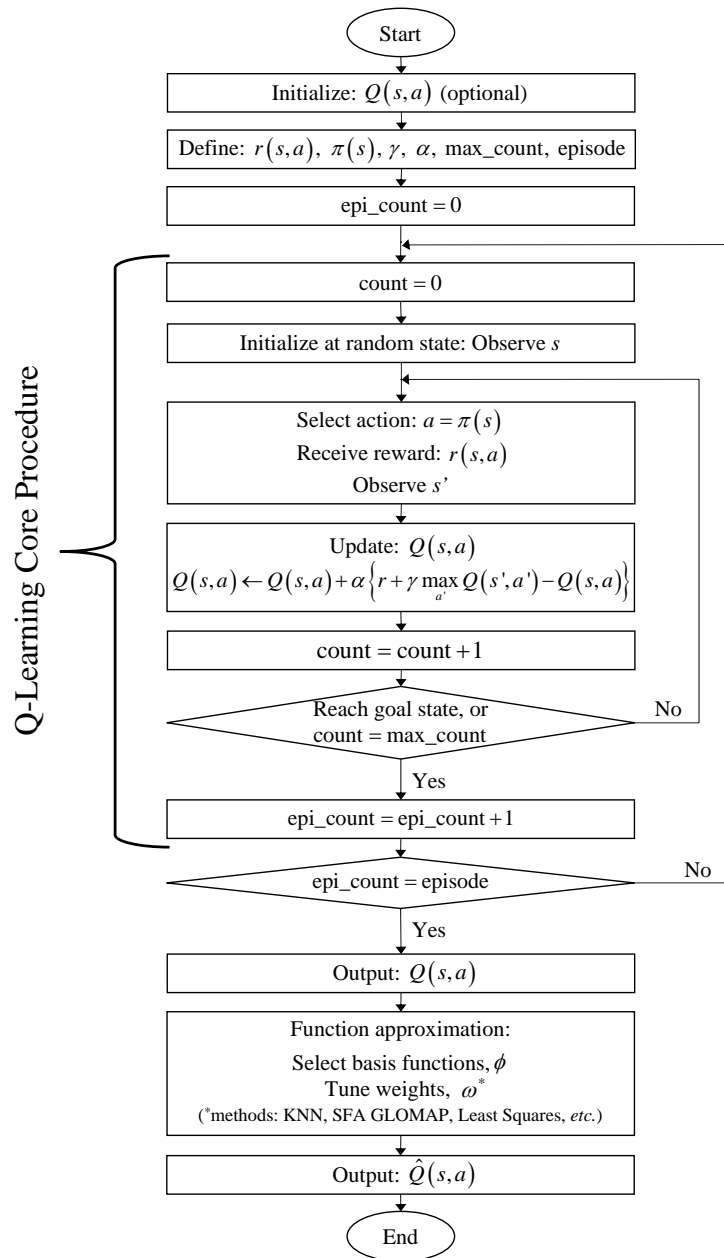 Start
Initialize: Q(s,a) (optional)
Define: r(s,a), π(s), γ, α, max_count, episode
epi_count = 0
count = 0
Initialize at random state: Observe s
Select action: a = π(s)
Receive reward: r(s,a)
Observe s'
Update: Q(s,a)
Q(s,a) ← Q(s,a) + α{r + γ max_{a'} Q(s',a') − Q(s,a)}
count = count +1
Reach goal state, or
count = max_count
No
Yes
epi_count = epi_count +1
Q-Learning Core Procedure
epi_count = episode
No
Yes
Output: Q(s,a)
Function approximation:
Select basis functions, ϕ
Tune weights, ω*
(*methods: KNN, SFA GLOMAP, Least Squares, etc.)
Output: Q̂(s,a)
End